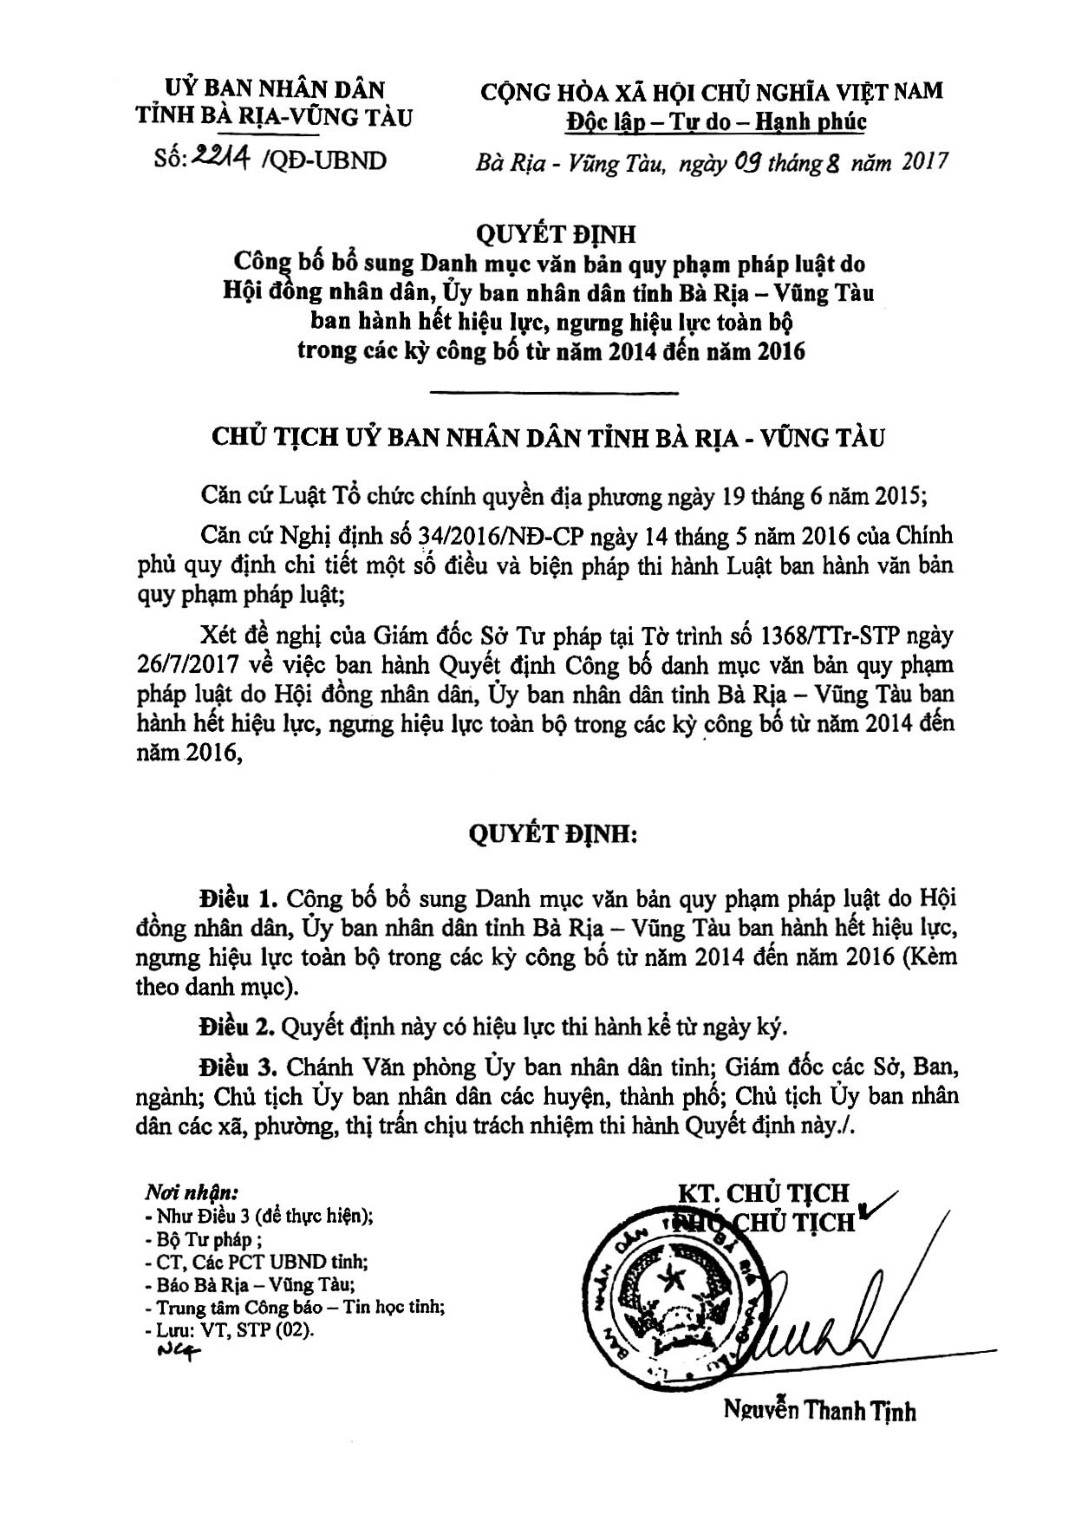 UỶ BAN NHÂN DÂN
TỈNH BÀ RỊA-VŨNG TÀU
Số: 2214 /QĐ-UBND
CỘNG HÒA XÃ HỘI CHỦ NGHĨA VIỆT NAM
Độc lập – Tự do – Hạnh phúc
Bà Rịa - Vũng Tàu, ngày 09 tháng 8 năm 2017
QUYẾT ĐỊNH
Công bố bổ sung Danh mục văn bản quy phạm pháp luật do
Hội đồng nhân dân, Ủy ban nhân dân tỉnh Bà Rịa – Vũng Tàu
ban hành hết hiệu lực, ngưng hiệu lực toàn bộ
trong các kỳ công bố từ năm 2014 đến năm 2016
CHỦ TỊCH UỶ BAN NHÂN DÂN TỈNH BÀ RỊA - VŨNG TÀU
Căn cứ Luật Tổ chức chính quyền địa phương ngày 19 tháng 6 năm 2015;
Căn cứ Nghị định số 34/2016/NĐ-CP ngày 14 tháng 5 năm 2016 của Chính
phủ quy định chi tiết một số điều và biện pháp thi hành Luật ban hành văn bản
quy phạm pháp luật;
Xét đề nghị của Giám đốc Sở Tư pháp tại Tờ trình số 1368/TTr-STP ngày
26/7/2017 về việc ban hành Quyết định Công bố danh mục văn bản quy phạm
pháp luật do Hội đồng nhân dân, Ủy ban nhân dân tỉnh Bà Rịa – Vũng Tàu ban
hành hết hiệu lực, ngưng hiệu lực toàn bộ trong các kỳ công bố từ năm 2014 đến
năm 2016,
QUYẾT ĐỊNH:
Điều 1. Công bố bổ sung Danh mục văn bản quy phạm pháp luật do Hội
đồng nhân dân, Ủy ban nhân dân tỉnh Bà Rịa – Vũng Tàu ban hành hết hiệu lực,
ngưng hiệu lực toàn bộ trong các kỳ công bố từ năm 2014 đến năm 2016 (Kèm
theo danh mục).
Điều 2. Quyết định này có hiệu lực thi hành kể từ ngày ký.
Điều 3. Chánh Văn phòng Ủy ban nhân dân tỉnh; Giám đốc các Sở, Ban,
ngành; Chủ tịch Ủy ban nhân dân các huyện, thành phố; Chủ tịch Ủy ban nhân
dân các xã, phường, thị trấn chịu trách nhiệm thi hành Quyết định này./.
Nơi nhận:
- Như Điều 3 (để thực hiện);
- Bộ Tư pháp ;
- CT, Các PCT UBND tỉnh;
- Báo Bà Rịa – Vũng Tàu;
- Trung tâm Công báo – Tin học tỉnh;
- Lưu: VT, STP (02).
KT. CHỦ TỊCH
PHÓ CHỦ TỊCH
Nguyễn Thanh Tịnh